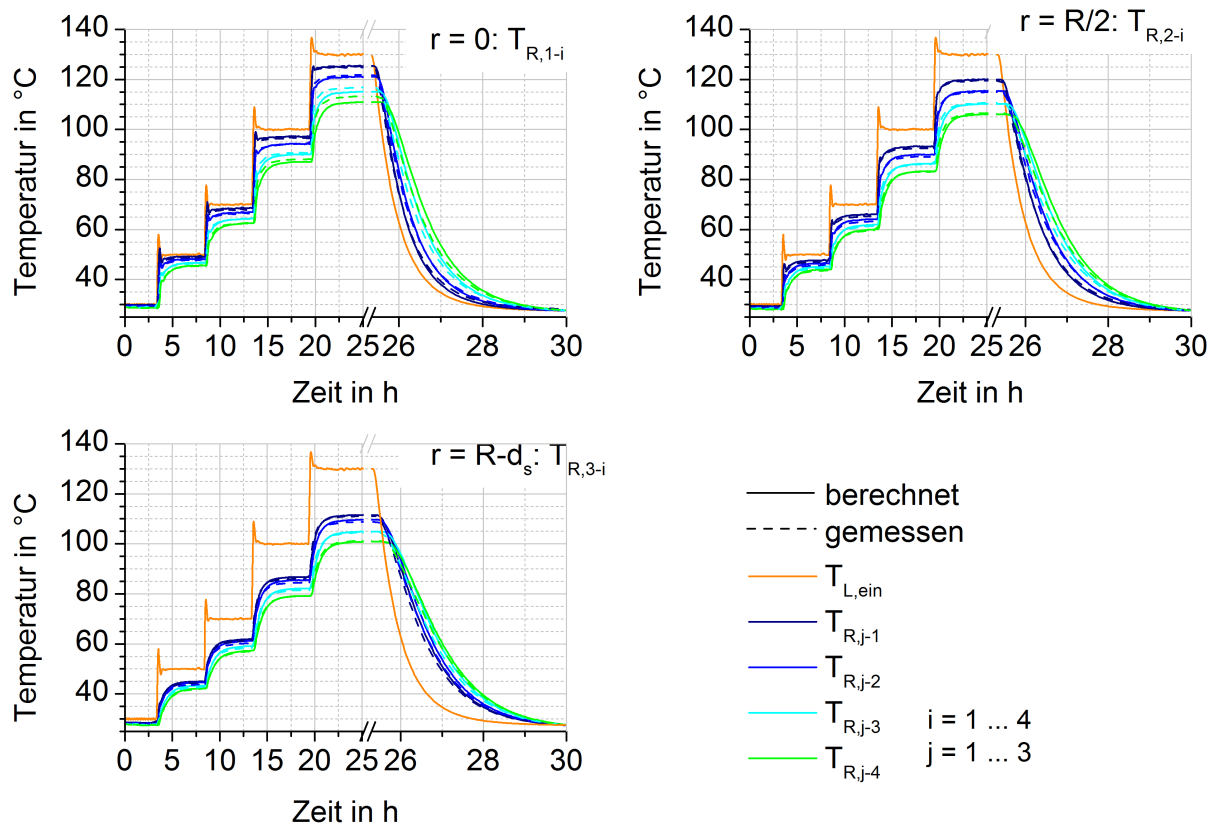 r = 0: T_R,1-i
Temperatur in °C
140
120
100
80
60
40
0 5 10 15 20 25 26 28 30
Zeit in h
r = R/2: T_R,2-i
Temperatur in °C
140
120
100
80
60
40
0 5 10 15 20 25 26 28 30
Zeit in h
r = R-d_s: T_R,3-i
Temperatur in °C
140
120
100
80
60
40
0 5 10 15 20 25 26 28 30
Zeit in h
berechnet
gemessen
T_L,ein
T_R,j-1
T_R,j-2
T_R,j-3
T_R,j-4
i = 1 ... 4
j = 1 ... 3